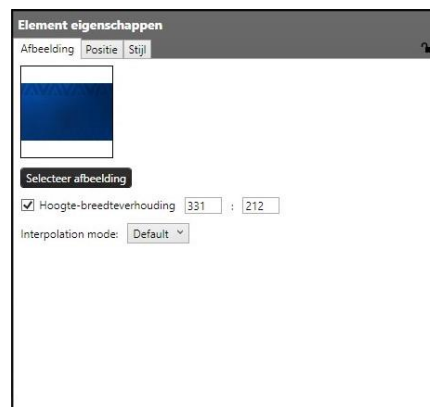 Element eigenschappen
Afbeelding Positie Stijl
Selecteer afbeelding
Hoogte-breedteverhouding 331 : 212
Interpolation mode: Default